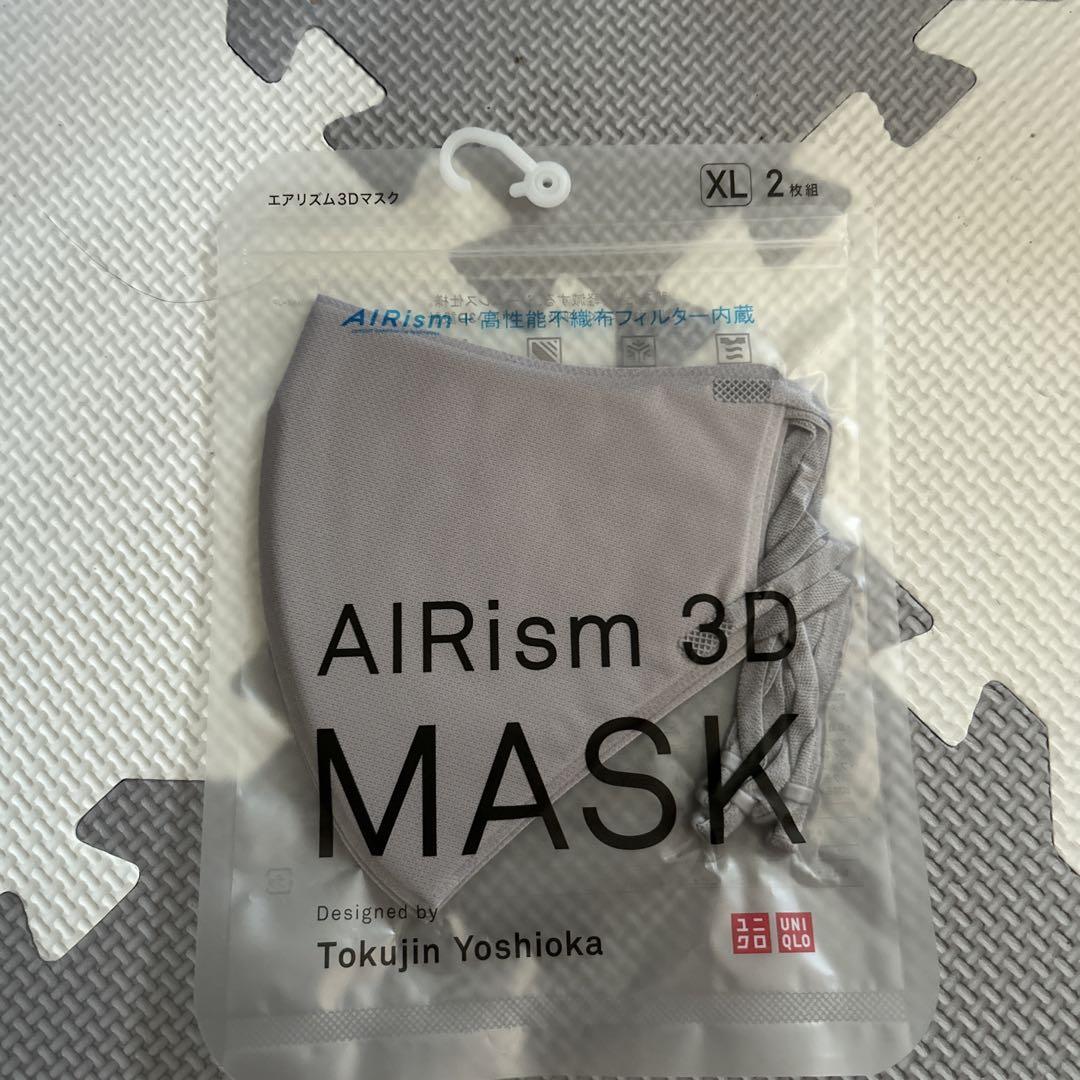 エアリズム3Dマスク
XL 2枚組
AIRism + 高性能不織布フィルター内蔵
AIRism 3D
MASK
Designed by
Tokujin Yoshioka
ユニクロ UNIQLO